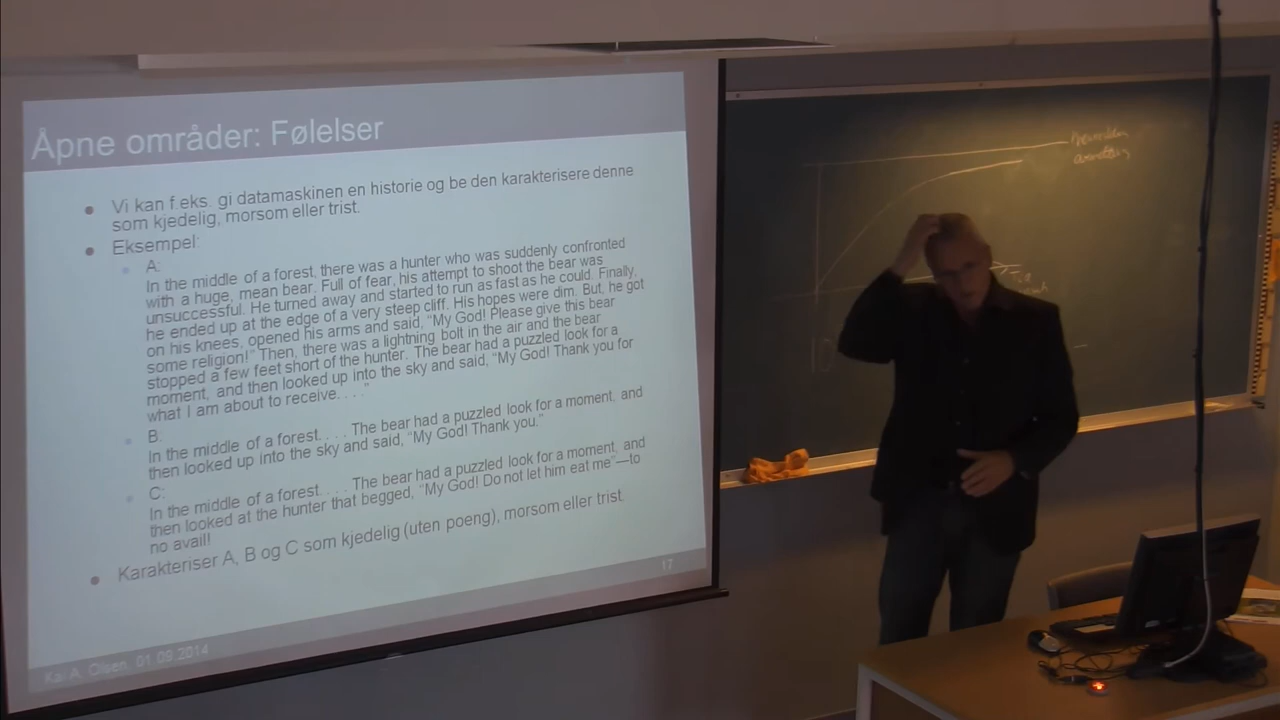 Åpne områder: Følelser
Vi kan f.eks. gi datamaskinen en historie og be den karakterisere denne
som kjedelig, morsom eller trist.
Eksempel:
A:
In the middle of a forest, there was a hunter who was suddenly confronted
with a huge, mean bear. Full of fear, his attempt to shoot the bear was
unsuccessful. He turned away and started to run as fast as he could. Finally,
he ended up at the edge of a very steep cliff. His hopes were dim. But, he got
on his knees, opened his arms and said, “My God! Please give this bear
some religion!” Then, there was a lightning bolt in the air and the bear
stopped a few feet short of the hunter. The bear had a puzzled look for a
moment, and then looked up into the sky and said, “My God! Thank you for
what I am about to receive. . . .”
B:
In the middle of a forest. . . . The bear had a puzzled look for a moment, and
then looked up into the sky and said, “My God! Thank you.”
C:
In the middle of a forest. . . . The bear had a puzzled look for a moment, and
then looked at the hunter that begged, “My God! Do not let him eat me”—to
no avail!
Karakteriser A, B og C som kjedelig (uten poeng), morsom eller trist.
17
Kai A. Olsen, 01.09.2014